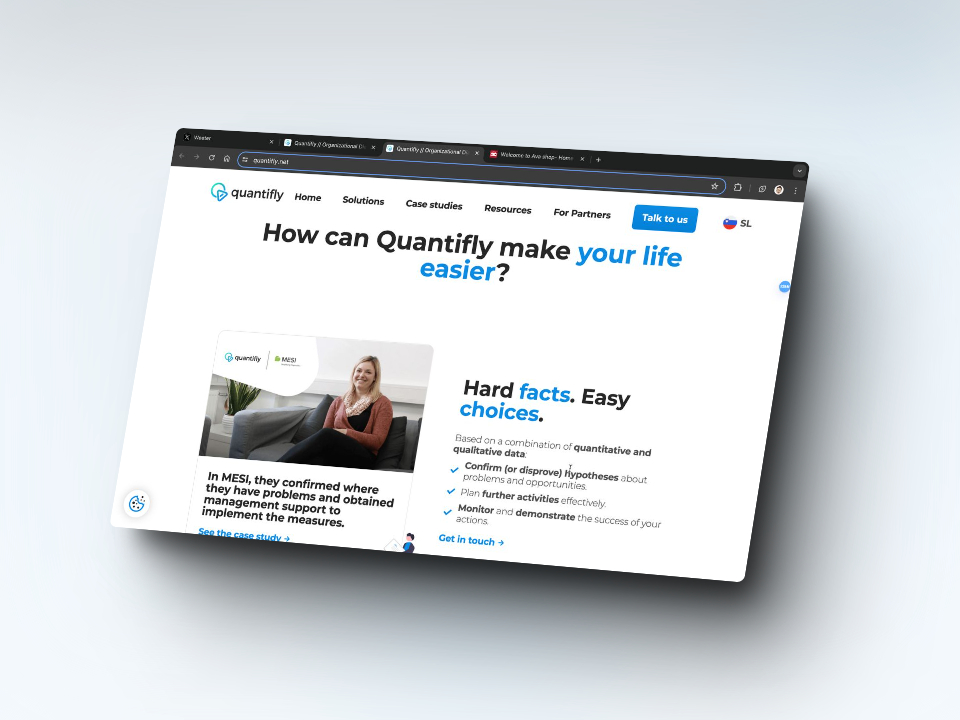 Weater
Quantifly // Organizational Di
Quantifly // Organizational Di
Welcome to Ava shop- Home
quantifly.net
quantifly
Home
Solutions
Case studies
Resources
For Partners
Talk to us
SL
How can Quantifly make your life
easier?
quantifly
MESI
Hard facts. Easy
choices.
Based on a combination of quantitative and
qualitative data:
Confirm (or disprove) hypotheses about
problems and opportunities.
Plan further activities effectively.
Monitor and demonstrate the success of your
actions.
Get in touch →
In MESI, they confirmed where
they have problems and obtained
management support to
implement the measures.
See the case study →